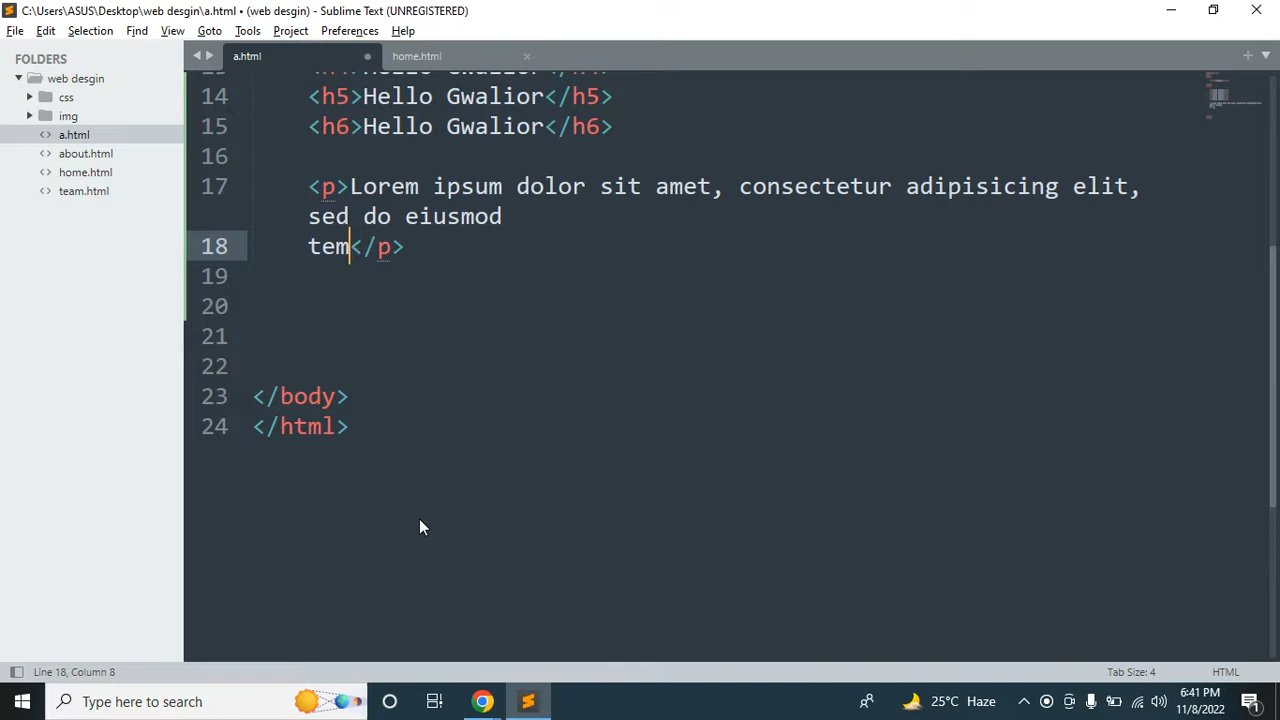 C:\Users\ASUS\Desktop\web desgin\a.html • (web desgin) - Sublime Text (UNREGISTERED)
File Edit Selection Find View Goto Tools Project Preferences Help
FOLDERS
web desgin
css
img
<> a.html
<> about.html
<> home.html
<> team.html
a.html
home.html
14 <h5>Hello Gwalior</h5>
15 <h6>Hello Gwalior</h6>
16
17 <p>Lorem ipsum dolor sit amet, consectetur adipisicing elit,
sed do eiusmod
18 tem</p>
19
20
21
22
23 </body>
24 </html>
Line 18, Column 8
Tab Size: 4
HTML
Type here to search
25°C Haze
6:41 PM
11/8/2022
1